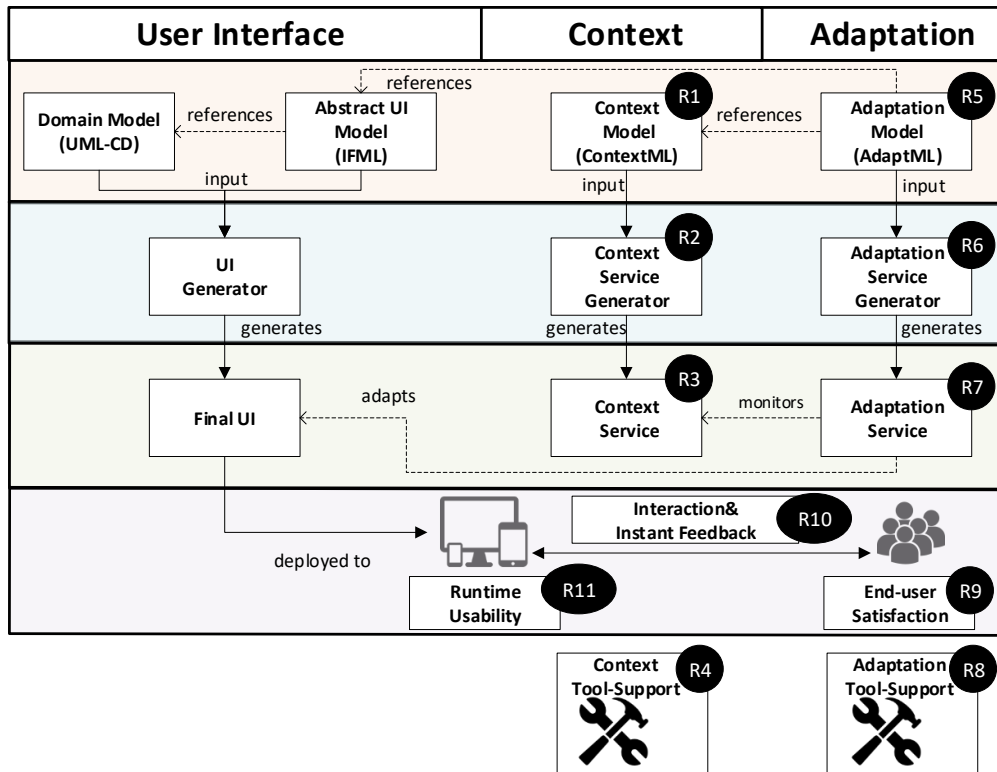 User Interface
Context
Adaptation
references
Domain Model
(UML-CD)
references
Abstract UI
Model
(IFML)
Context
Model
(ContextML)
R1
references
Adaptation
Model
(AdaptML)
R5
input
input
input
UI
Generator
Context
Service
Generator
R2
Adaptation
Service
Generator
R6
generates
generates
generates
Final UI
adapts
Context
Service
R3
monitors
Adaptation
Service
R7
deployed to
Interaction&
Instant Feedback
R10
Runtime
Usability
R11
End-user
Satisfaction
R9
Context
Tool-Support
R4
Adaptation
Tool-Support
R8